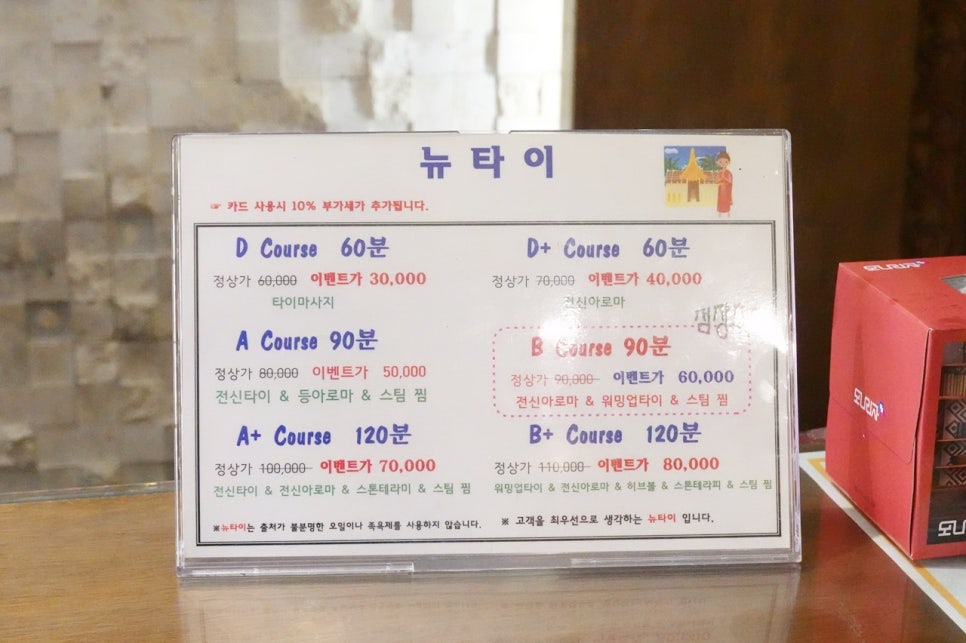 뉴타이
☞ 카드 사용시 10% 부가세가 추가됩니다.
D Course 60분
정상가 60,000 이벤트가 30,000
타이마사지
D+ Course 60분
정상가 70,000 이벤트가 40,000
전신아로마
A Course 90분
정상가 80,000 이벤트가 50,000
전신타이 & 등아로마 & 스팀 찜
B Course 90분
정상가 90,000 이벤트가 60,000
전신아로마 & 워밍업타이 & 스팀 찜
A+ Course 120분
정상가 100,000 이벤트가 70,000
전신타이 & 전신아로마 & 스톤테라미 & 스팀 찜
B+ Course 120분
정상가 110,000 이벤트가 80,000
워밍업타이 & 전신아로마 & 허브볼 & 스톤테라피 & 스팀 찜
※뉴타이는 출처가 불분명한 오일이나 족욕제를 사용하지 않습니다.
※ 고객을 최우선으로 생각하는 뉴타이 입니다.
모나리자
모나리자